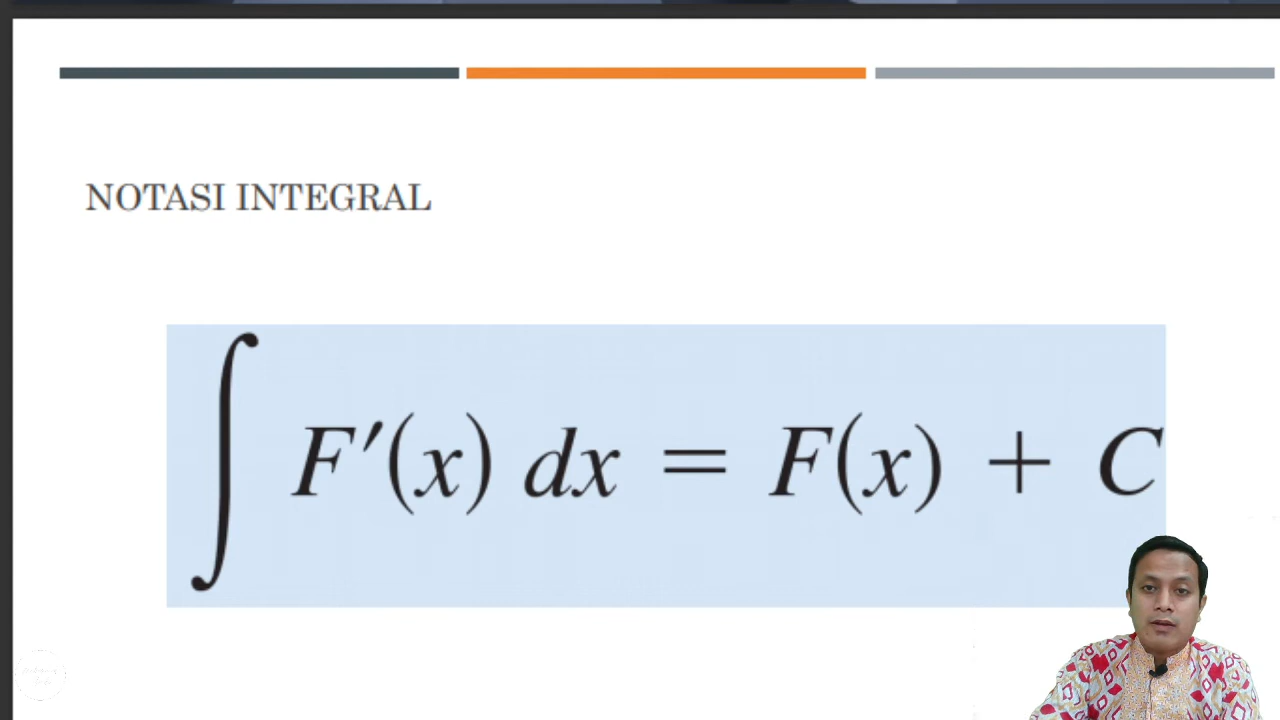 NOTASI INTEGRAL
∫ F′(x) dx = F(x) + C